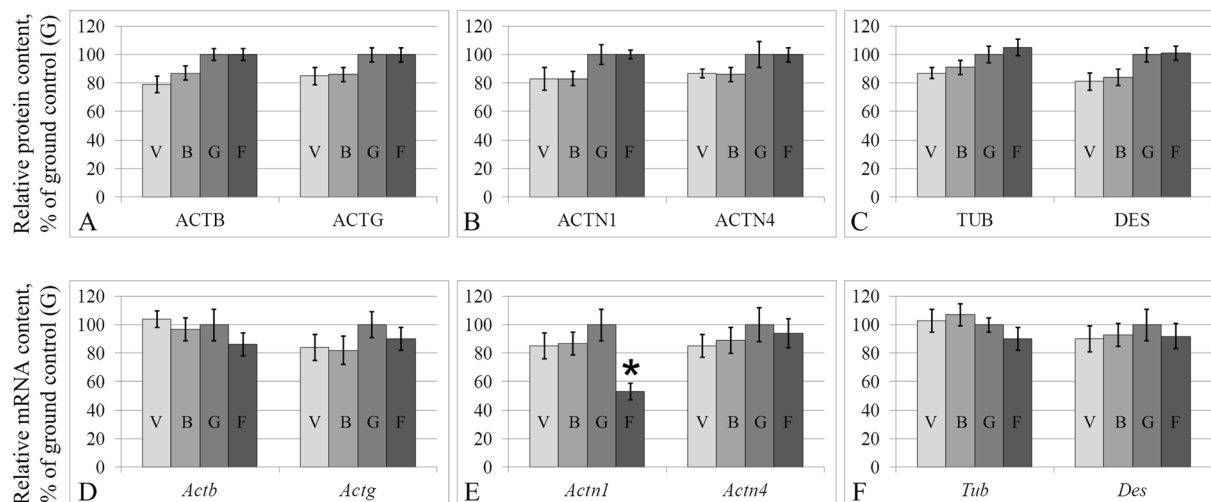 Relative protein content,
% of ground control (G)
120
100
80
60
40
20
0
V B G F
V B G F
A
ACTB ACTG
120
100
80
60
40
20
0
V B G F
V B G F
B
ACTN1 ACTN4
120
100
80
60
40
20
0
V B G F
V B G F
C
TUB DES
Relative mRNA content,
% of ground control (G)
120
100
80
60
40
20
0
V B G F
V B G F
D
Actb Actg
120
100
80
60
40
20
0
*
V B G F
V B G F
E
Actn1 Actn4
120
100
80
60
40
20
0
V B G F
V B G F
F
Tub Des